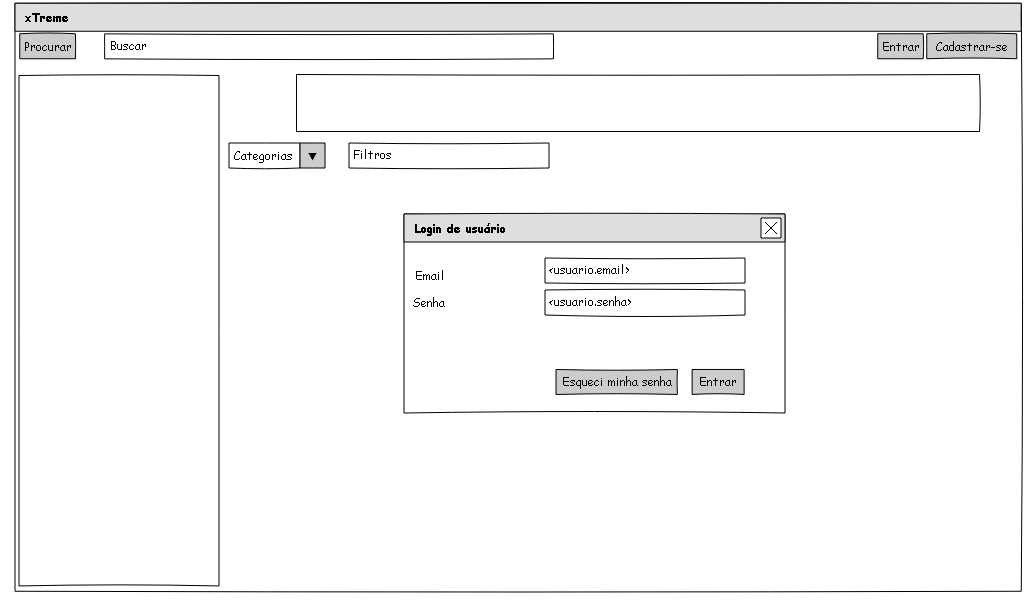 xTreme
Procurar
Buscar
Entrar
Cadastrar-se
Categorias
Filtros
Login de usuário
Email
<usuario.email>
Senha
<usuario.senha>
Esqueci minha senha
Entrar